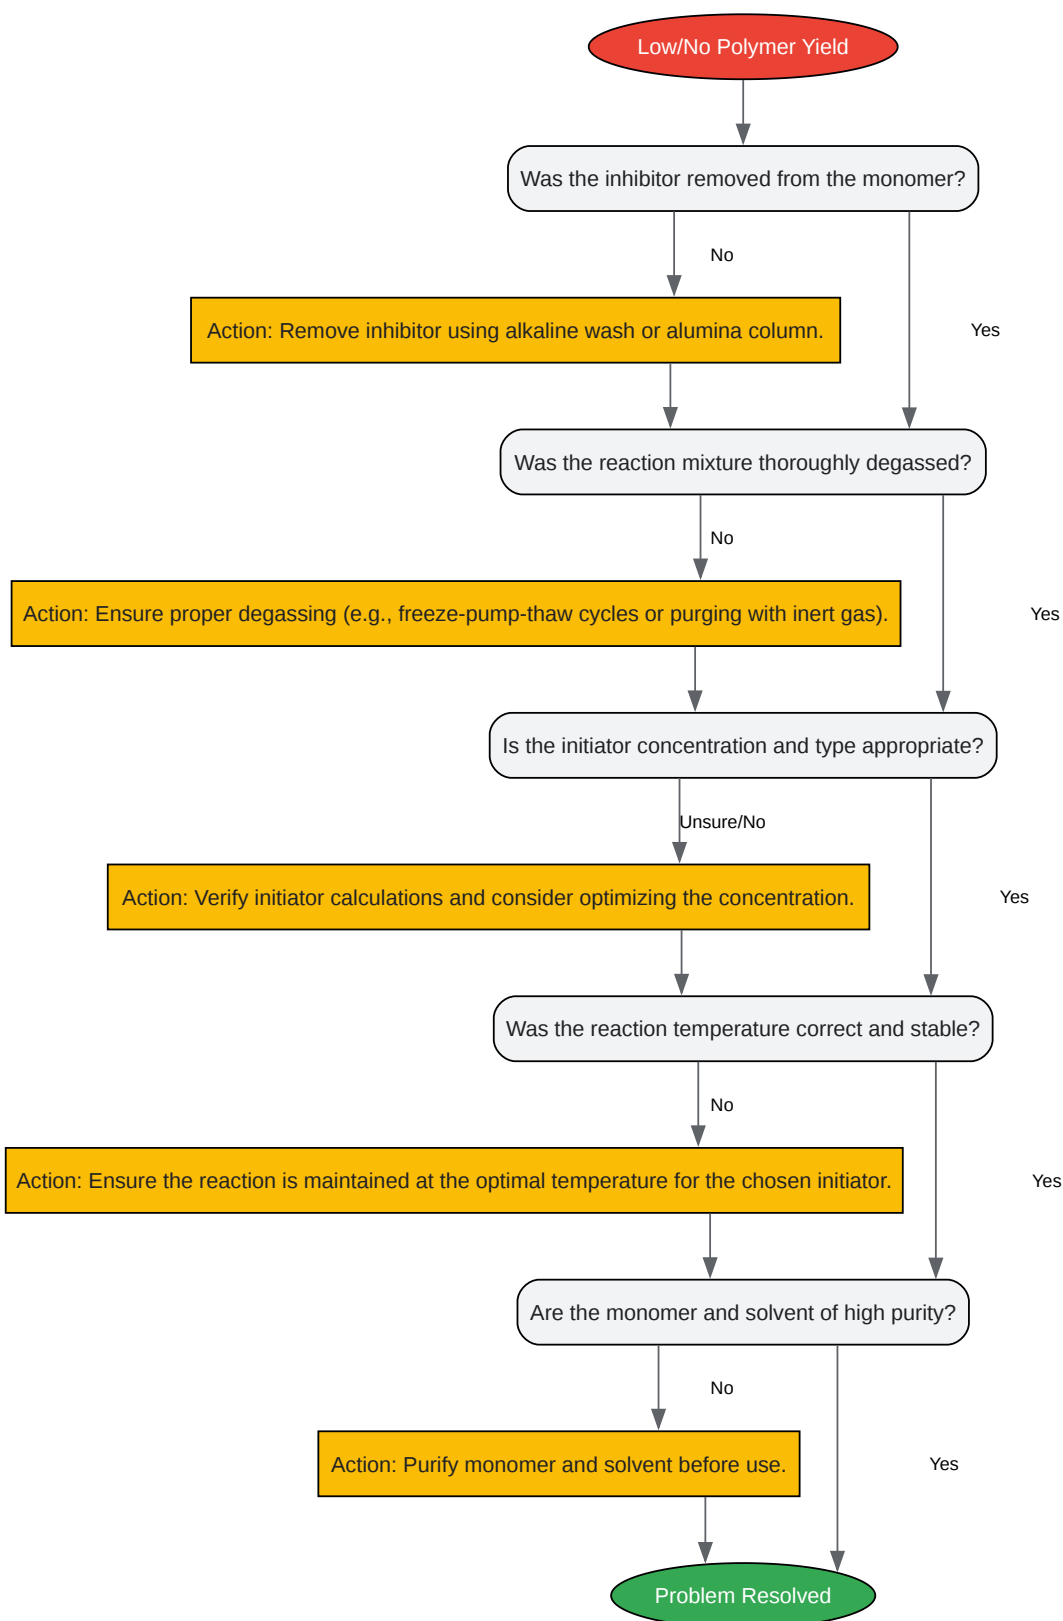 Low/No Polymer Yield
Was the inhibitor removed from the monomer?
No
Action: Remove inhibitor using alkaline wash or alumina column.
Yes
Was the reaction mixture thoroughly degassed?
No
Action: Ensure proper degassing (e.g., freeze-pump-thaw cycles or purging with inert gas).
Yes
Is the initiator concentration and type appropriate?
Unsure/No
Action: Verify initiator calculations and consider optimizing the concentration.
Yes
Was the reaction temperature correct and stable?
No
Action: Ensure the reaction is maintained at the optimal temperature for the chosen initiator.
Yes
Are the monomer and solvent of high purity?
No
Action: Purify monomer and solvent before use.
Yes
Problem Resolved